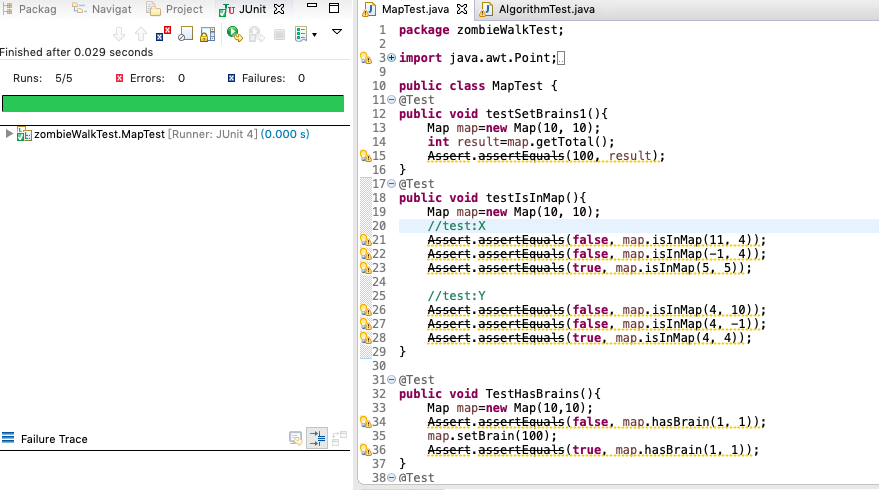 Packag
Navigat
Project
JUnit
Finished after 0.029 seconds
Runs: 5/5
Errors: 0
Failures: 0
zombieWalkTest.MapTest [Runner: JUnit 4] (0.000 s)
Failure Trace
MapTest.java
AlgorithmTest.java
1 package zombieWalkTest;
2
3 import java.awt.Point;
9
10 public class MapTest {
11 @Test
12 public void testSetBrains1(){
13 Map map=new Map(10, 10);
14 int result=map.getTotal();
15 Assert.assertEquals(100, result);
16 }
17 @Test
18 public void testIsInMap(){
19 Map map=new Map(10, 10);
20 //test:X
21 Assert.assertEquals(false, map.isInMap(11, 4));
22 Assert.assertEquals(false, map.isInMap(-1, 4));
23 Assert.assertEquals(true, map.isInMap(5, 5));
24
25 //test:Y
26 Assert.assertEquals(false, map.isInMap(4, 10));
27 Assert.assertEquals(false, map.isInMap(4, -1));
28 Assert.assertEquals(true, map.isInMap(4, 4));
29 }
30
31 @Test
32 public void TestHasBrains(){
33 Map map=new Map(10,10);
34 Assert.assertEquals(false, map.hasBrain(1, 1));
35 map.setBrain(100);
36 Assert.assertEquals(true, map.hasBrain(1, 1));
37 }
38 @Test